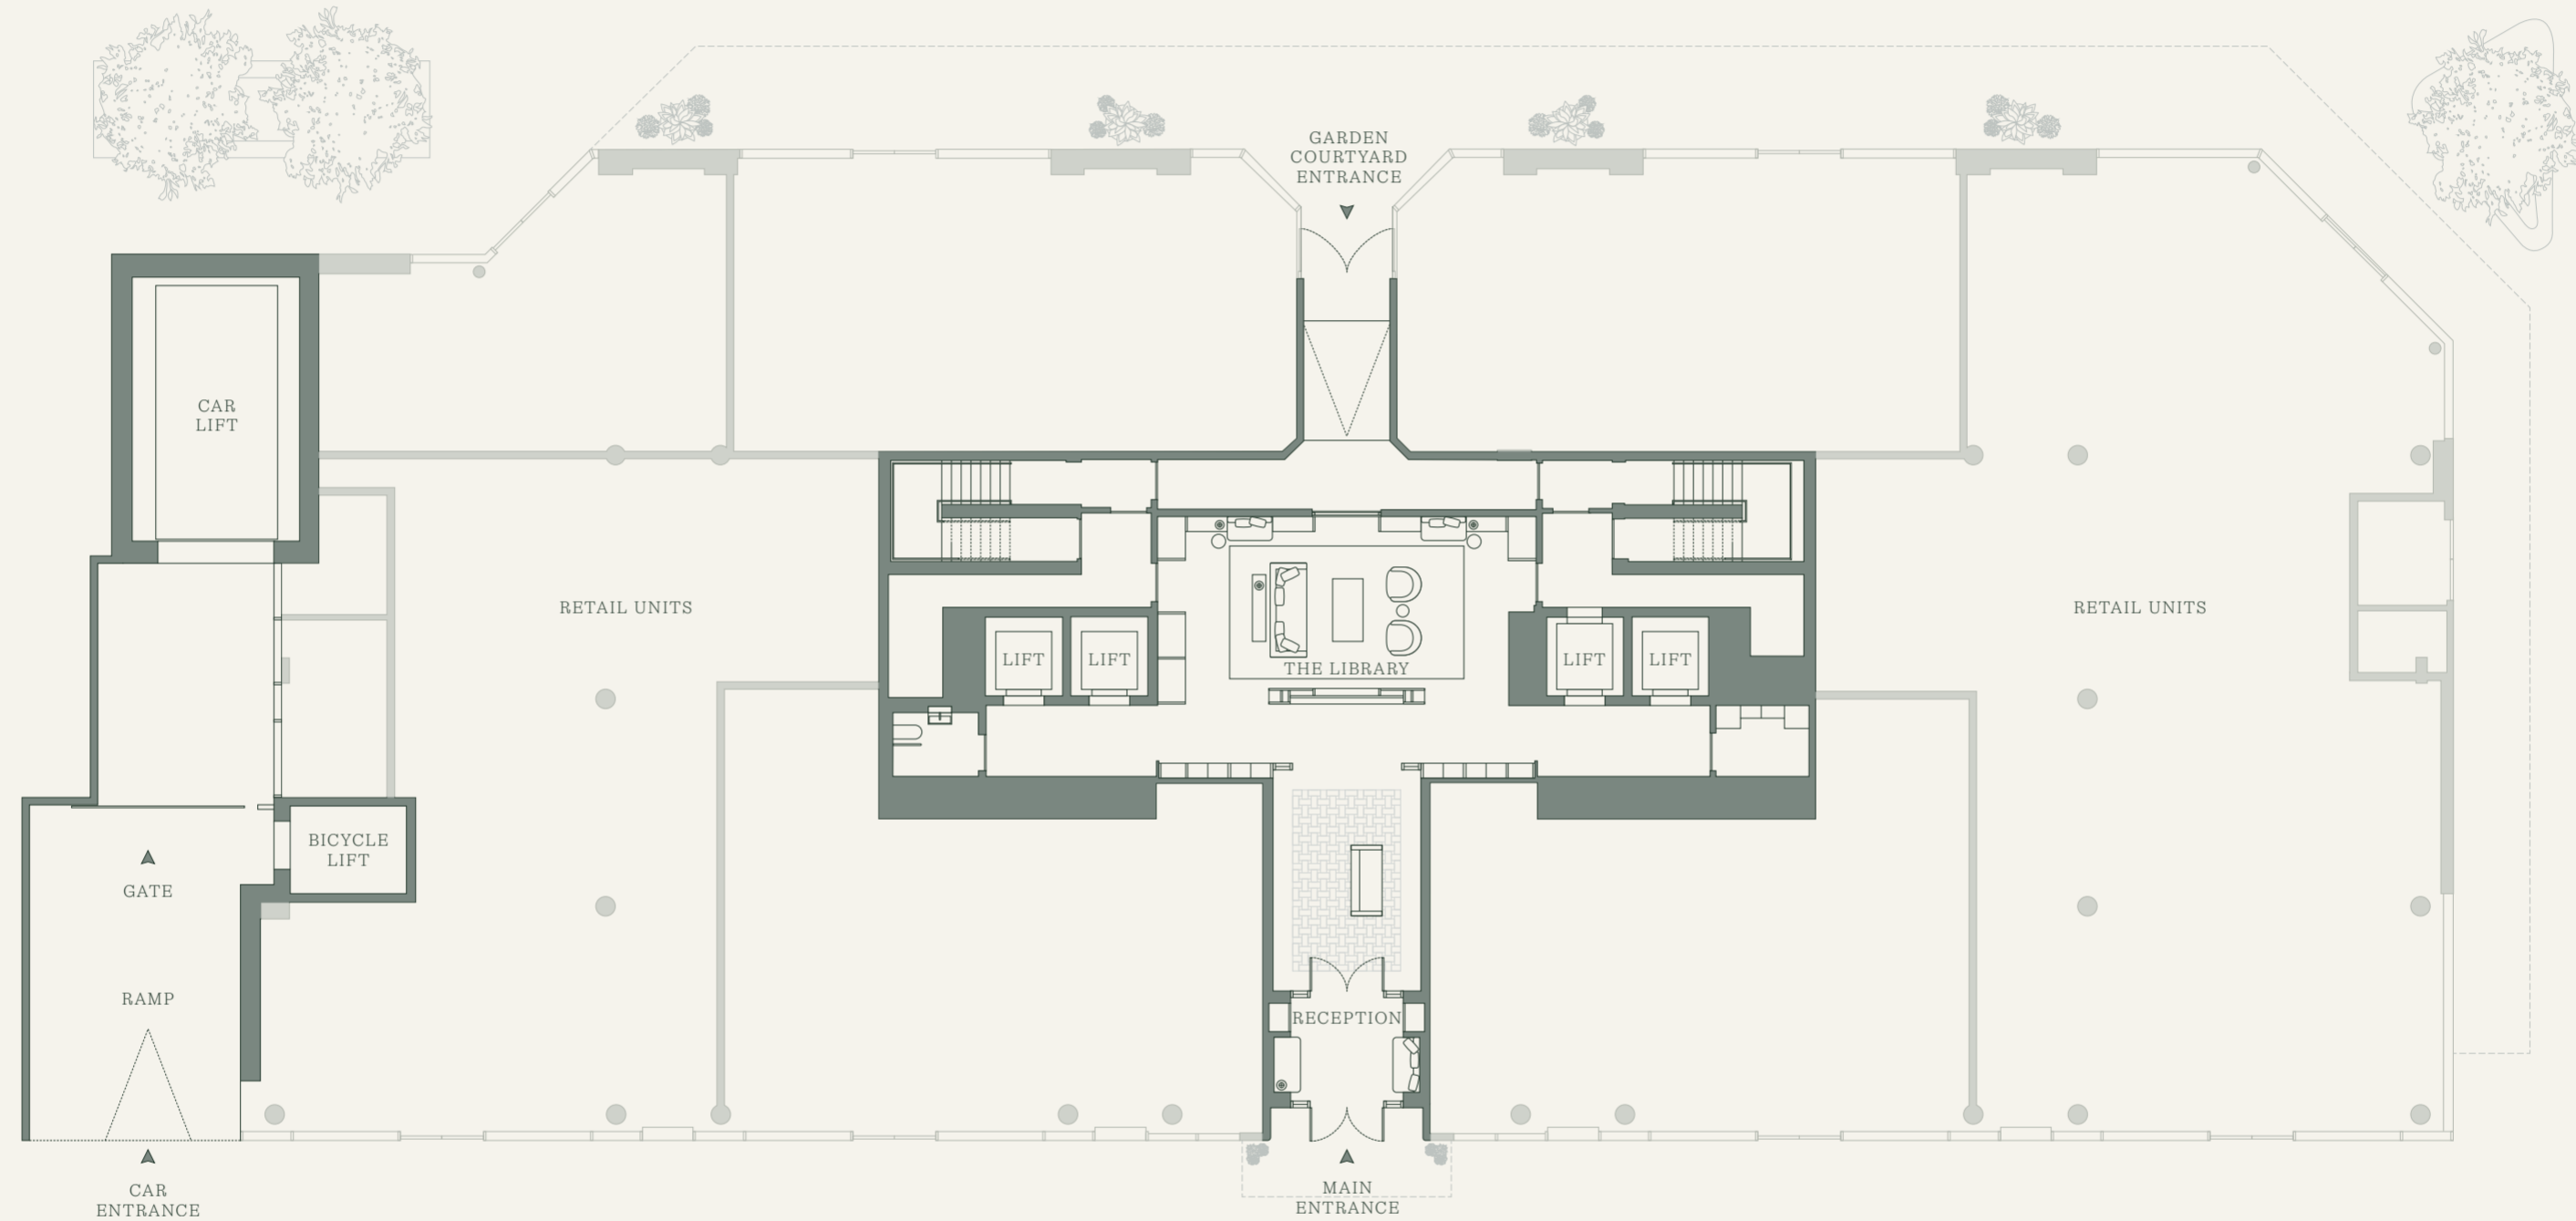 GARDEN
COURTYARD
ENTRANCE
CAR
LIFT
RETAIL UNITS
RETAIL UNITS
LIFT
LIFT
THE LIBRARY
LIFT
LIFT
BICYCLE
LIFT
GATE
RAMP
RECEPTION
CAR
ENTRANCE
MAIN
ENTRANCE